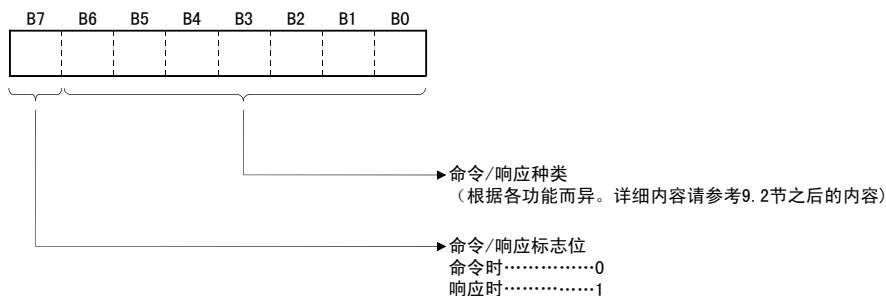 B7 B6 B5 B4 B3 B2 B1 B0
命令/响应种类
（根据各功能而异。详细内容请参考9.2节之后的内容）
命令/响应标志位
命令时……………0
响应时……………1